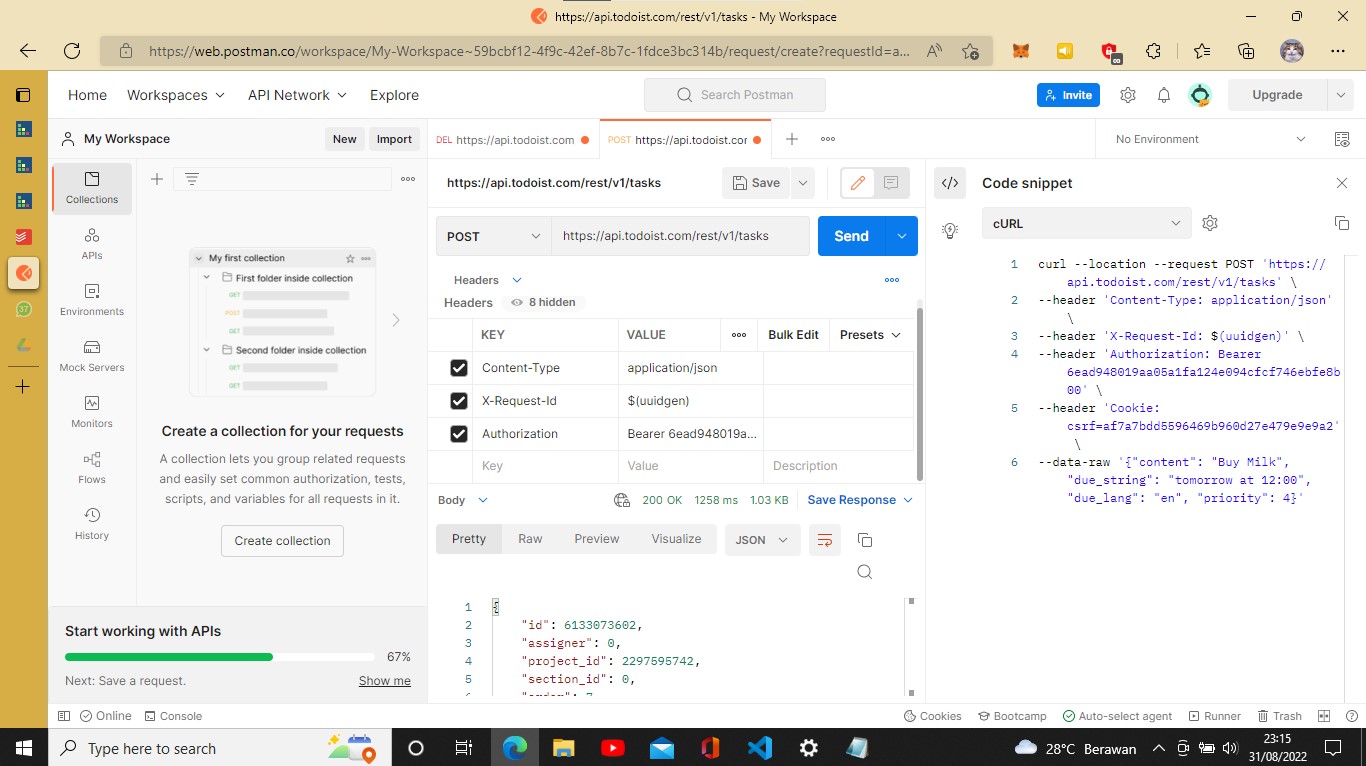 https://api.todoist.com/rest/v1/tasks - My Workspace
https://web.postman.co/workspace/My-Workspace~59bcbf12-4f9c-42ef-8b7c-1fdce3bc314b/request/create?requestId=a...
Home Workspaces API Network Explore
Search Postman
Invite
Upgrade
My Workspace
New Import
DEL https://api.todoist.com
POST https://api.todoist.cor
No Environment
Collections
APIs
Environments
Mock Servers
Monitors
Flows
History
My first collection
First folder inside collection
GET
POST
GET
Second folder inside collection
GET
GET
Create a collection for your requests
A collection lets you group related requests
and easily set common authorization, tests,
scripts, and variables for all requests in it.
Create collection
Start working with APIs
67%
Next: Save a request.
Show me
https://api.todoist.com/rest/v1/tasks
Save
POST https://api.todoist.com/rest/v1/tasks
Send
Headers
Headers 8 hidden
KEY VALUE Bulk Edit Presets
Content-Type application/json
X-Request-Id $(uuidgen)
Authorization Bearer 6ead948019a...
Key Value Description
Body 200 OK 1258 ms 1.03 KB Save Response
Pretty Raw Preview Visualize JSON
1 {
2 "id": 6133073602,
3 "assigner": 0,
4 "project_id": 2297595742,
5 "section_id": 0,
Code snippet
cURL
1 curl --location --request POST 'https://
api.todoist.com/rest/v1/tasks' \
2 --header 'Content-Type: application/json'
\
3 --header 'X-Request-Id: $(uuidgen)' \
4 --header 'Authorization: Bearer
6ead948019aa05a1fa124e094cfcf746ebfe8b
00' \
5 --header 'Cookie:
csrf=af7a7bdd5596469b960d27e479e9e9a2'
\
6 --data-raw '{"content": "Buy Milk",
"due_string": "tomorrow at 12:00",
"due_lang": "en", "priority": 4}'
Online Console
Cookies Bootcamp Auto-select agent Runner Trash
Type here to search
28°C Berawan
23:15
31/08/2022